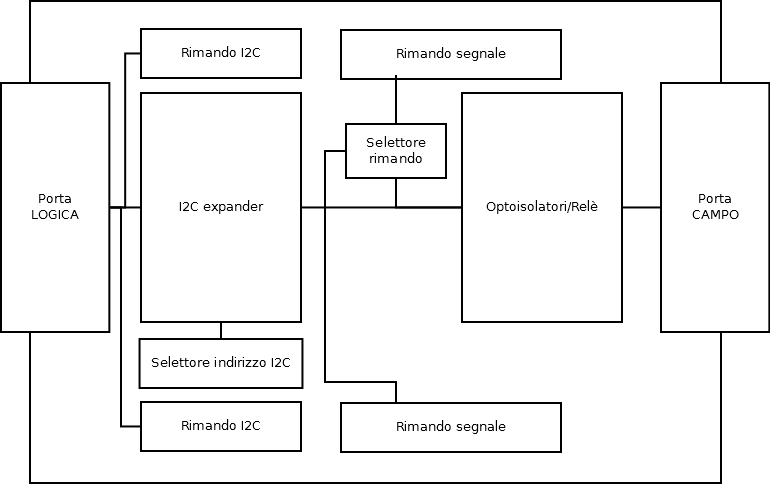 Rimando I2C
Rimando segnale
Selettore
rimando
Porta
LOGICA
I2C expander
Optoisolatori/Relè
Porta
CAMPO
Selettore indirizzo I2C
Rimando I2C
Rimando segnale